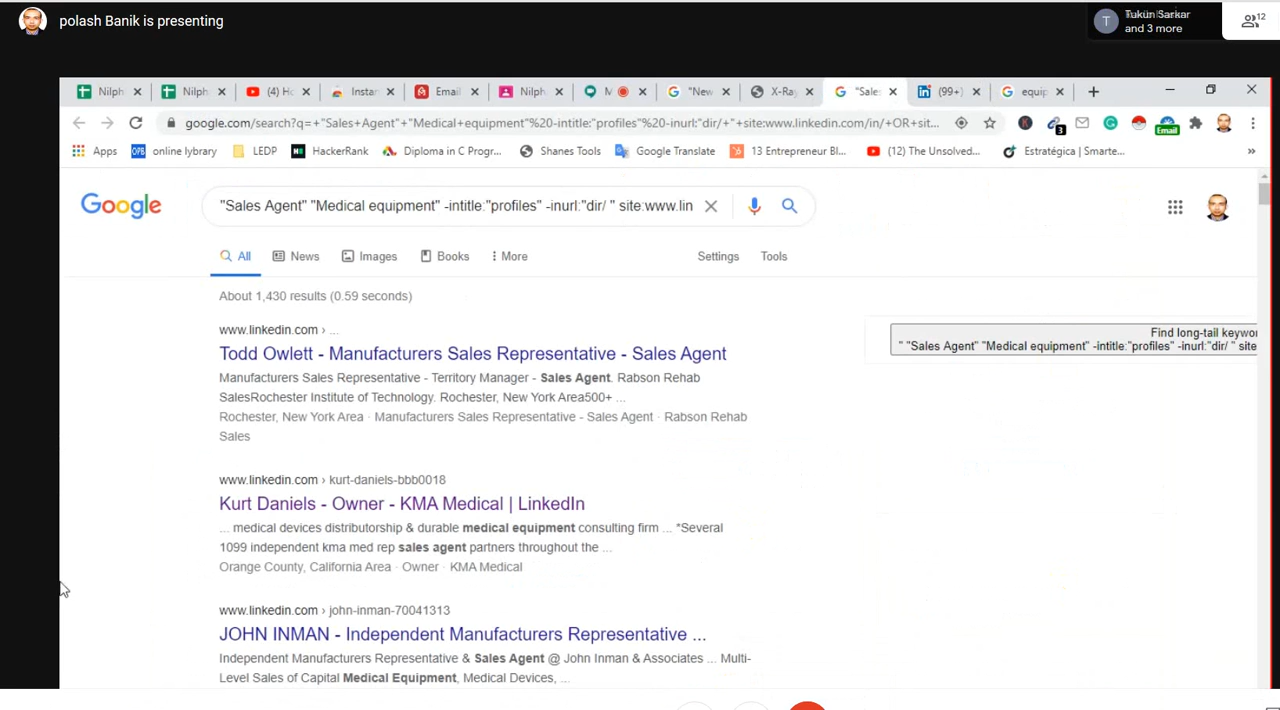 polash Banik is presenting
T
Tukun Sarkar
and 3 more
12
Nilph
Nilph
(4) Ho
Instan
Email
Nilph
M
"New
X-Ray
"Sale
(99+)
equip
google.com/search?q=+"Sales+Agent"+"Medical+equipment"%20-intitle:"profiles"%20-inurl:"dir/+"+site:www.linkedin.com/in/+OR+sit...
3
Email
Apps
online lybrary
LEDP
HackerRank
Diploma in C Progr...
Shanes Tools
Google Translate
13 Entrepreneur Bl...
(12) The Unsolved...
Estratégica | Smarte...
»
Google
"Sales Agent" "Medical equipment" -intitle:"profiles" -inurl:"dir/ " site:www.lin
All
News
Images
Books
More
Settings
Tools
About 1,430 results (0.59 seconds)
Find long-tail keywor
" "Sales Agent" "Medical equipment" -intitle:"profiles" -inurl:"dir/ " site
www.linkedin.com › ...
Todd Owlett - Manufacturers Sales Representative - Sales Agent
Manufacturers Sales Representative - Territory Manager - Sales Agent. Rabson Rehab
SalesRochester Institute of Technology. Rochester, New York Area500+ ...
Rochester, New York Area · Manufacturers Sales Representative - Sales Agent · Rabson Rehab
Sales
www.linkedin.com › kurt-daniels-bbb0018
Kurt Daniels - Owner - KMA Medical | LinkedIn
... medical devices distributorship & durable medical equipment consulting firm ... *Several
1099 independent kma med rep sales agent partners throughout the ...
Orange County, California Area · Owner · KMA Medical
www.linkedin.com › john-inman-70041313
JOHN INMAN - Independent Manufacturers Representative ...
Independent Manufacturers Representative & Sales Agent @ John Inman & Associates ... Multi-
Level Sales of Capital Medical Equipment, Medical Devices, ...